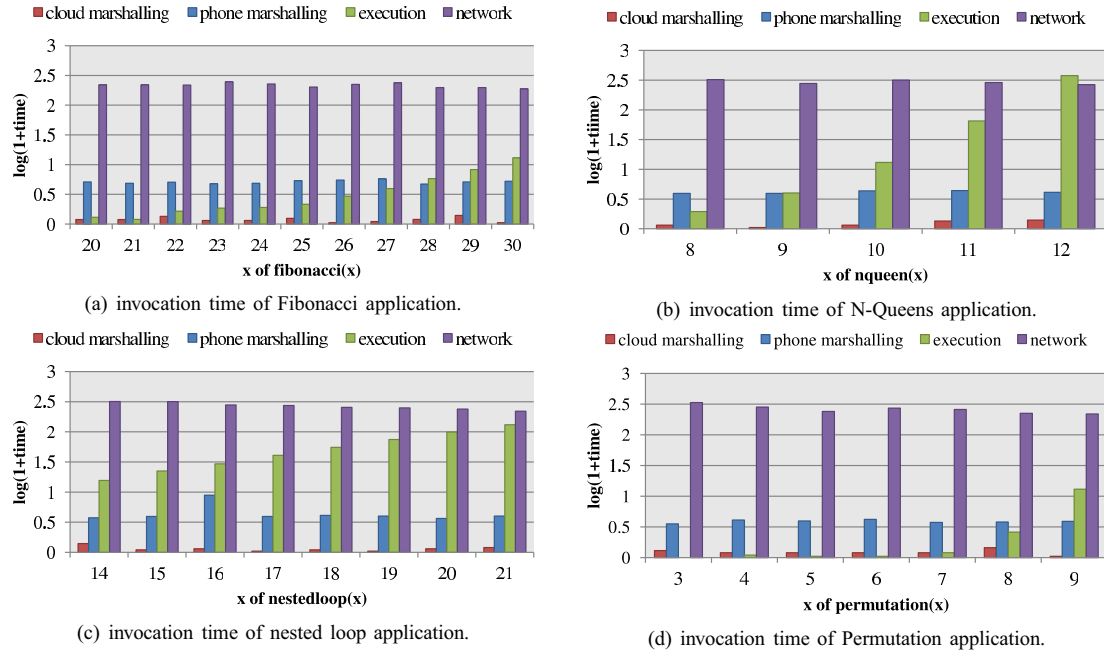 cloud marshalling phone marshalling execution network
3
2.5
2
1.5
1
0.5
0
log(1+time)
20 21 22 23 24 25 26 27 28 29 30
x of fibonacci(x)
(a) invocation time of Fibonacci application.
cloud marshalling phone marshalling execution network
3
2.5
2
1.5
1
0.5
0
log(1+tiime)
8 9 10 11 12
x of nqueen(x)
(b) invocation time of N-Queens application.
cloud marshalling phone marshalling execution network
3
2.5
2
1.5
1
0.5
0
log(1+time)
14 15 16 17 18 19 20 21
x of nestedloop(x)
(c) invocation time of nested loop application.
cloud marshalling phone marshalling execution network
3
2.5
2
1.5
1
0.5
0
log(1+time)
3 4 5 6 7 8 9
x of permutation(x)
(d) invocation time of Permutation application.